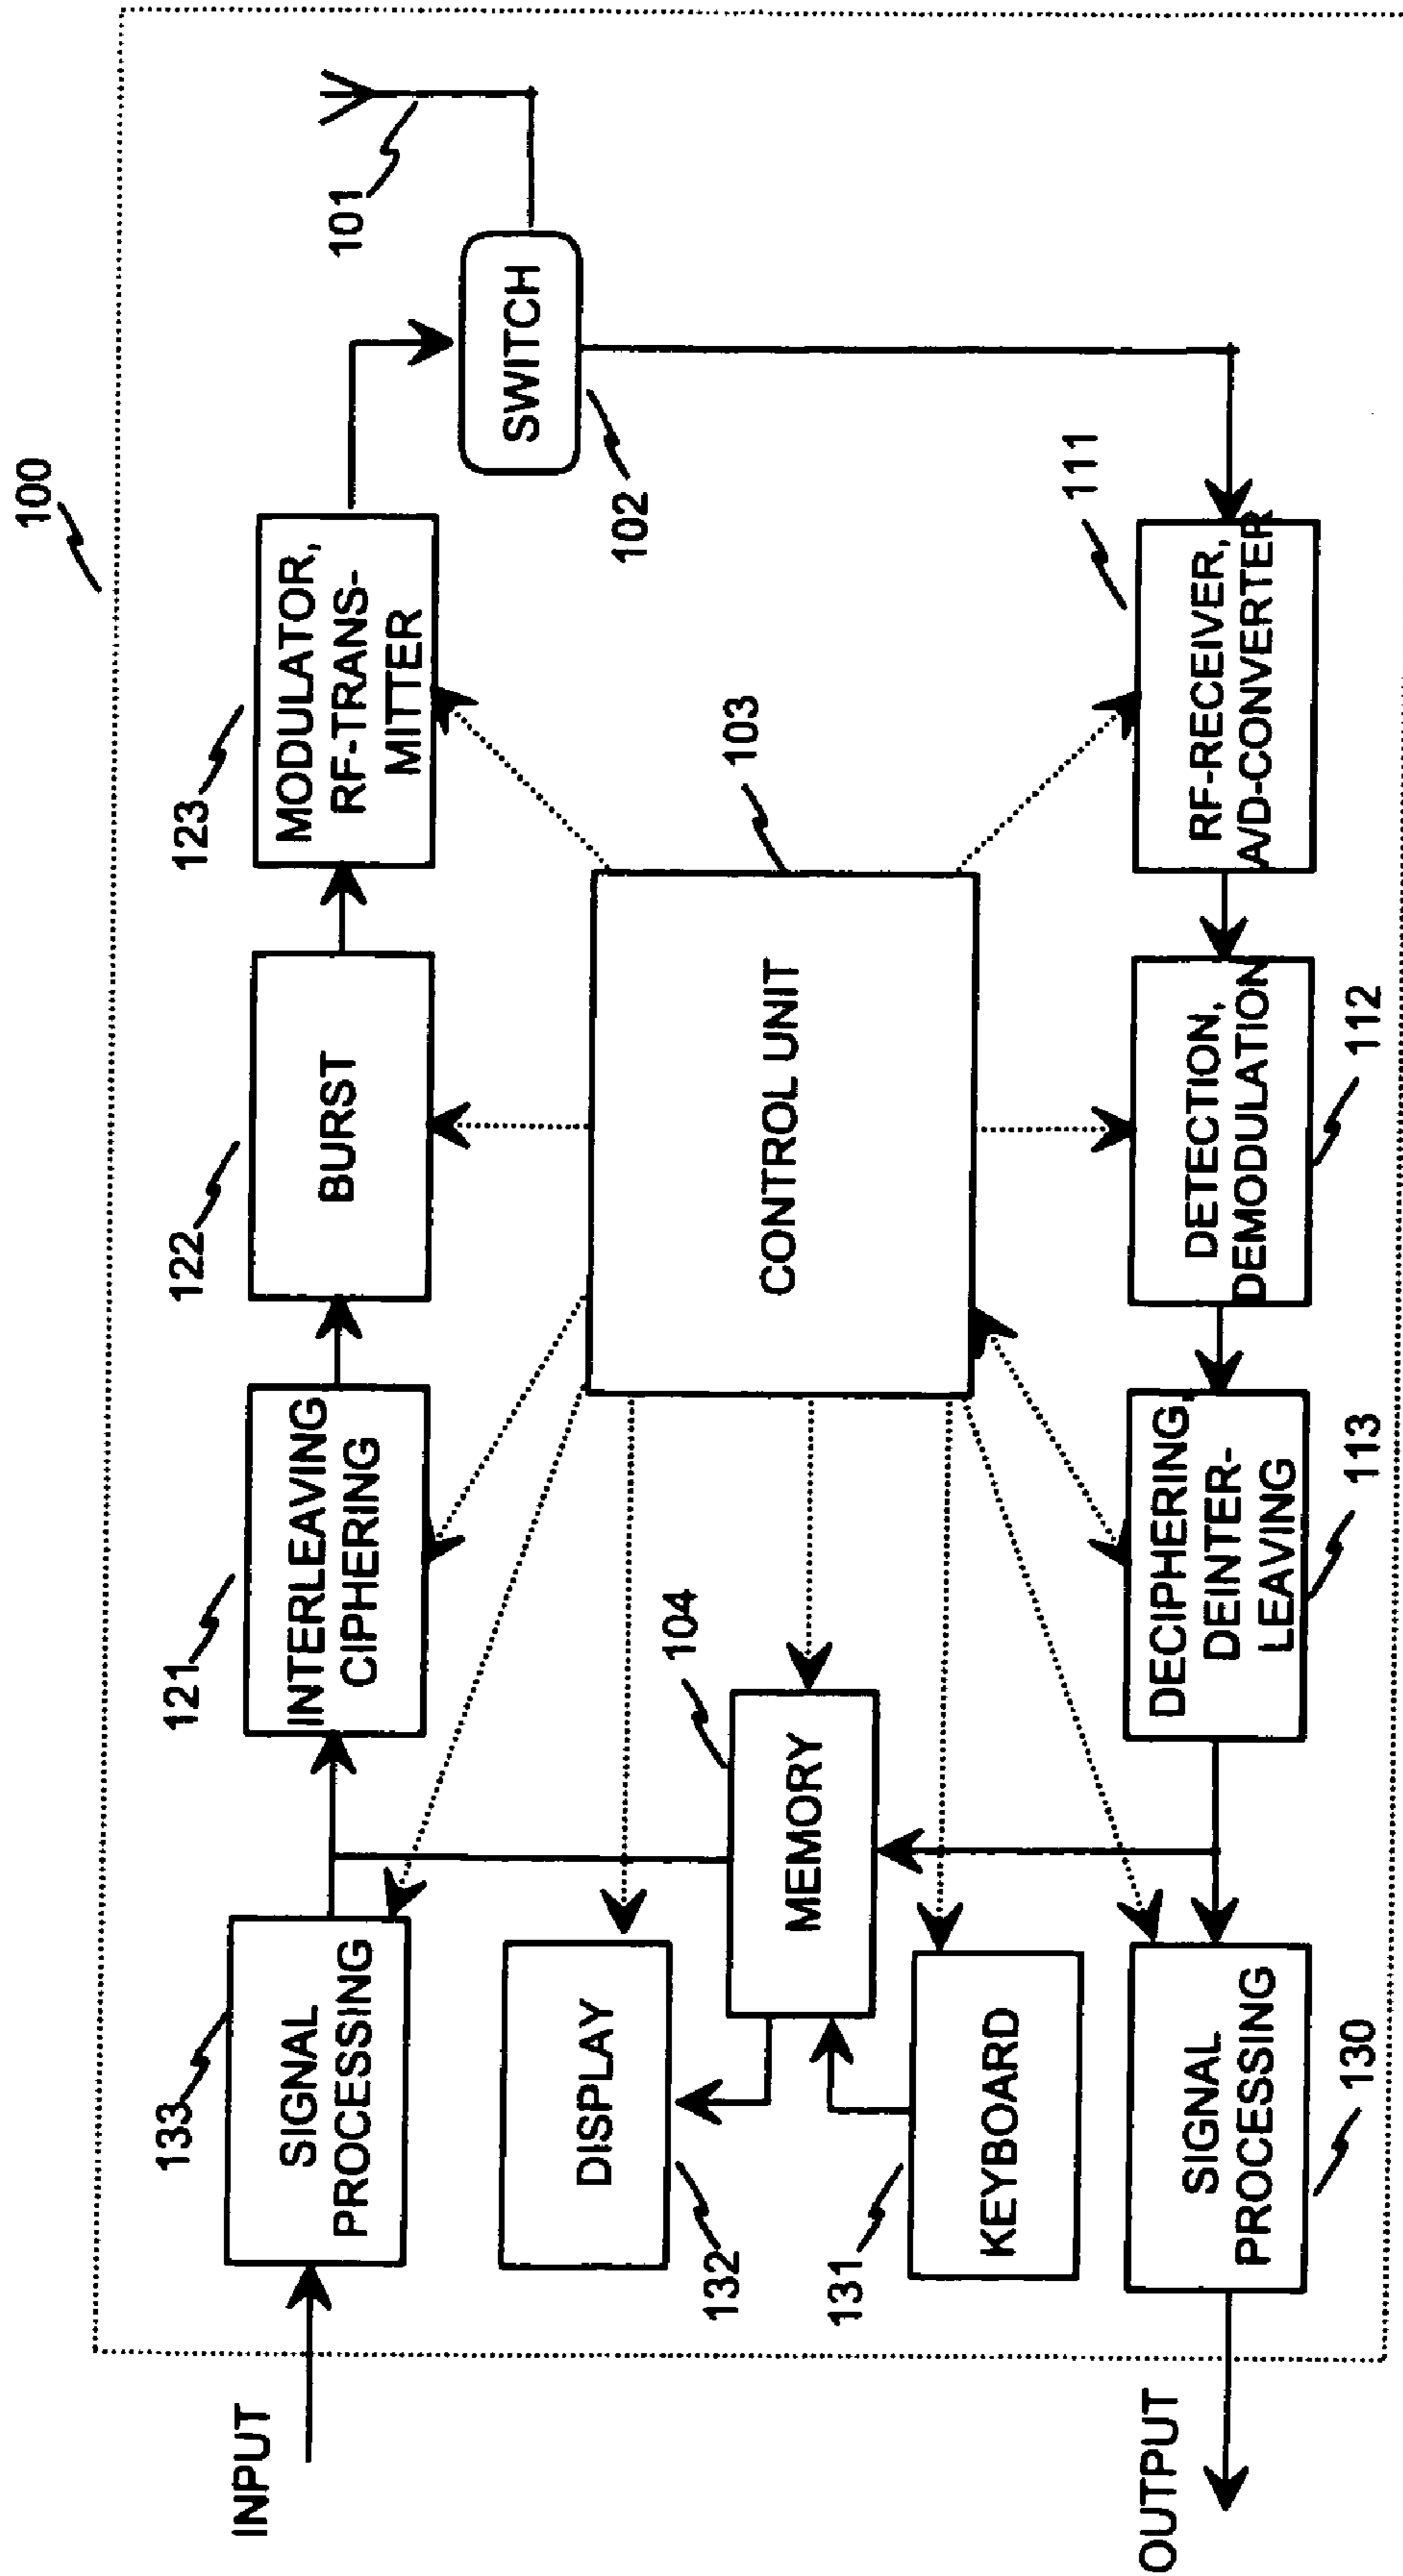 100
INPUT
133
SIGNAL
PROCESSING
121
INTERLEAVING
CIPHERING
122
BURST
123
MODULATOR,
RF-TRANS-
MITTER
101
SWITCH
102
132
DISPLAY
104
MEMORY
103
CONTROL UNIT
131
KEYBOARD
111
RF-RECEIVER,
A/D-CONVERTER
DETECTION,
DEMODULATION
112
DECIPHERING,
DEINTER-
LEAVING
113
SIGNAL
PROCESSING
130
OUTPUT